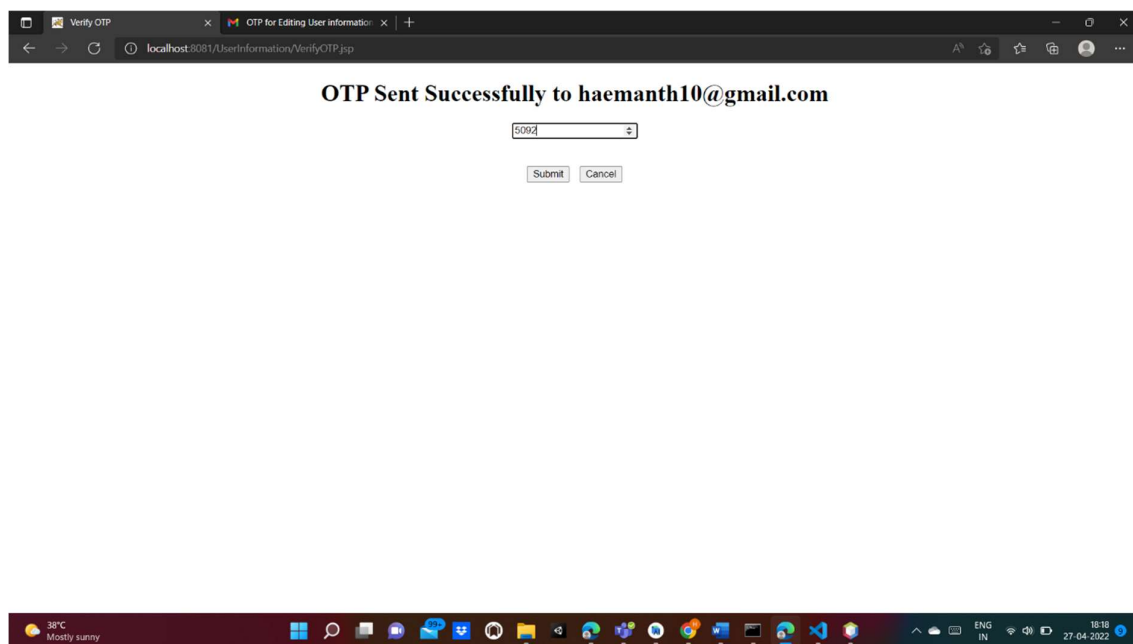 Verify OTP
OTP for Editing User information
localhost:8081/UserInformation/VerifyOTP.jsp
OTP Sent Successfully to haemanth10@gmail.com
5092
Submit Cancel
38°C
Mostly sunny
99+
ENG
IN
18:18
27-04-2022